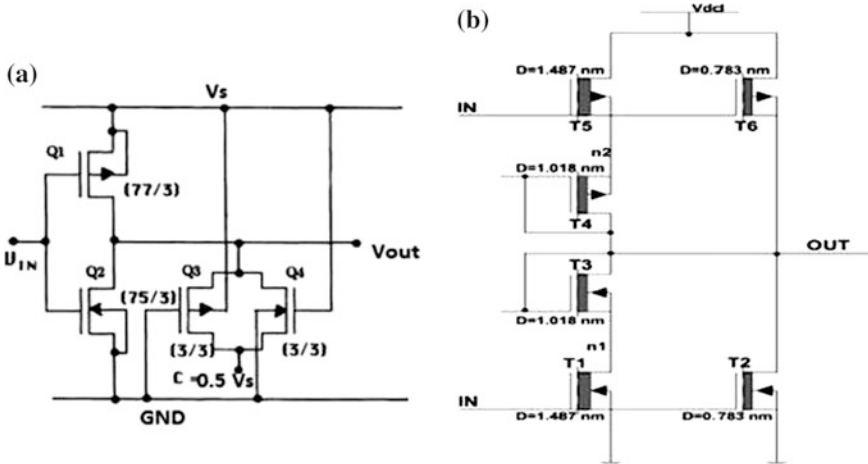 (a)
Vs
Q1
(77/3)
VIN
Vout
Q2
(75/3)
Q3
Q4
(3/3)
(3/3)
C =0.5 Vs
GND
(b)
Vdd
D=1.487 nm
D=0.783 nm
IN
T5
T6
n2
D=1.018 nm
T4
OUT
T3
D=1.018 nm
n1
T1
T2
IN
D=1.487 nm
D=0.783 nm